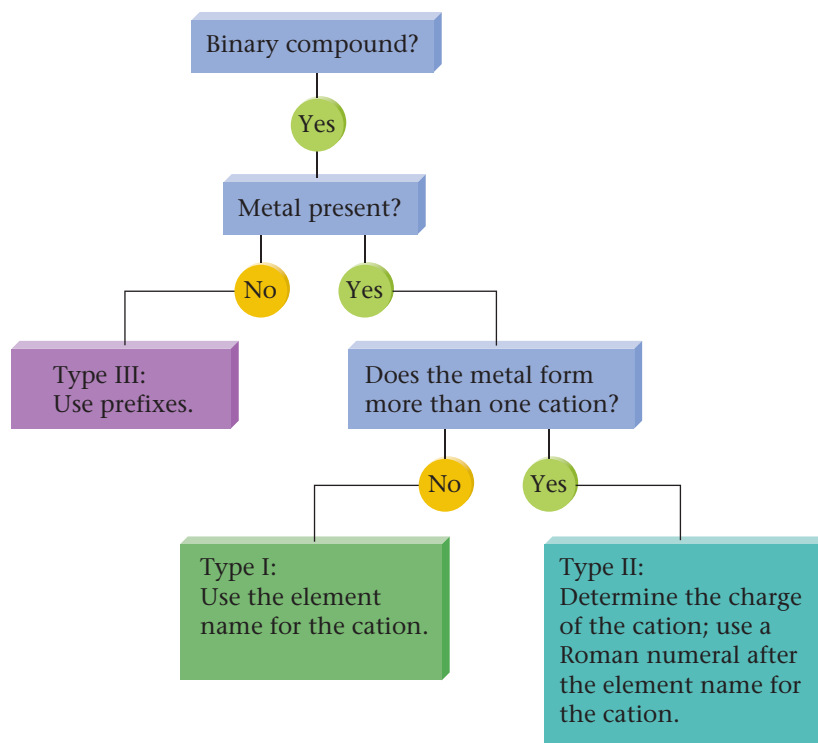 Binary compound?
Yes
Metal present?
No
Yes
Type III:
Use prefixes.
Does the metal form
more than one cation?
No
Yes
Type I:
Use the element
name for the cation.
Type II:
Determine the charge
of the cation; use a
Roman numeral after
the element name for
the cation.